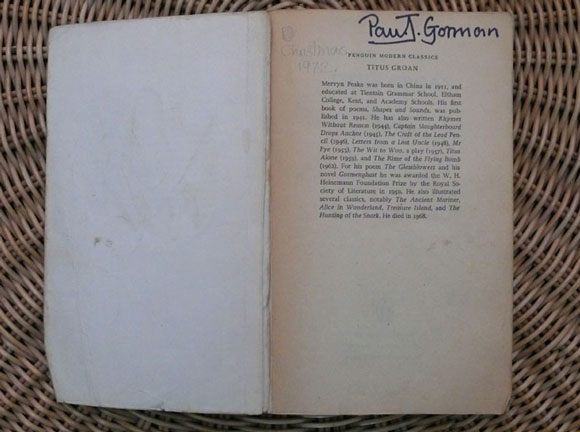 Paul J. Gorman
Christmas
1972.
PENGUIN MODERN CLASSICS
TITUS GROAN
Mervyn Peake was born in China in 1911, and
educated at Tientsin Grammar School, Eltham
College, Kent, and Academy Schools. His first
book of poems, Shapes and Sounds, was pub-
lished in 1941. He has also written Rhymes
Without Reason (1944), Captain Slaughterboard
Drops Anchor (1945), The Craft of the Lead Pen-
cil (1946), Letters from a Lost Uncle (1948), Mr
Pye (1953), The Wit to Woo, a play (1957), Titus
Alone (1959), and The Rime of the Flying Bomb
(1962). For his poem The Glassblowers and his
novel Gormenghast he was awarded the W. H.
Heinemann Foundation Prize by the Royal So-
ciety of Literature in 1950. He also illustrated
several classics, notably The Ancient Mariner,
Alice in Wonderland, Treasure Island, and The
Hunting of the Snark. He died in 1968.